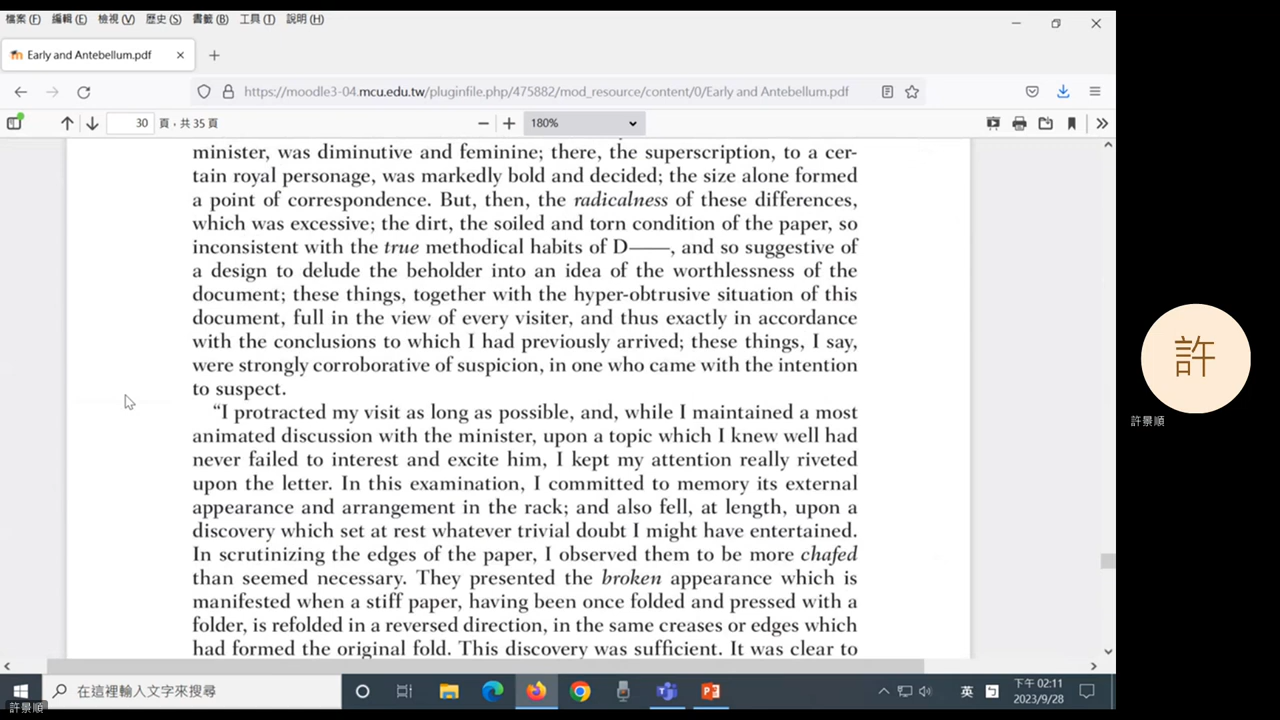 檔案(F) 編輯(E) 檢視(V) 歷史(S) 書籤(B) 工具(T) 說明(H)
Early and Antebellum.pdf
https://moodle3-04.mcu.edu.tw/pluginfile.php/475882/mod_resource/content/0/Early and Antebellum.pdf
30 頁,共 35 頁 180%
minister, was diminutive and feminine; there, the superscription, to a cer-
tain royal personage, was markedly bold and decided; the size alone formed
a point of correspondence. But, then, the radicalness of these differences,
which was excessive; the dirt, the soiled and torn condition of the paper, so
inconsistent with the true methodical habits of D——, and so suggestive of
a design to delude the beholder into an idea of the worthlessness of the
document; these things, together with the hyper-obtrusive situation of this
document, full in the view of every visiter, and thus exactly in accordance
with the conclusions to which I had previously arrived; these things, I say,
were strongly corroborative of suspicion, in one who came with the intention
to suspect.
“I protracted my visit as long as possible, and, while I maintained a most
animated discussion with the minister, upon a topic which I knew well had
never failed to interest and excite him, I kept my attention really riveted
upon the letter. In this examination, I committed to memory its external
appearance and arrangement in the rack; and also fell, at length, upon a
discovery which set at rest whatever trivial doubt I might have entertained.
In scrutinizing the edges of the paper, I observed them to be more chafed
than seemed necessary. They presented the broken appearance which is
manifested when a stiff paper, having been once folded and pressed with a
folder, is refolded in a reversed direction, in the same creases or edges which
had formed the original fold. This discovery was sufficient. It was clear to
許
許景順
在這裡輸入文字來搜尋
英
下午 02:11
2023/9/28
許景順